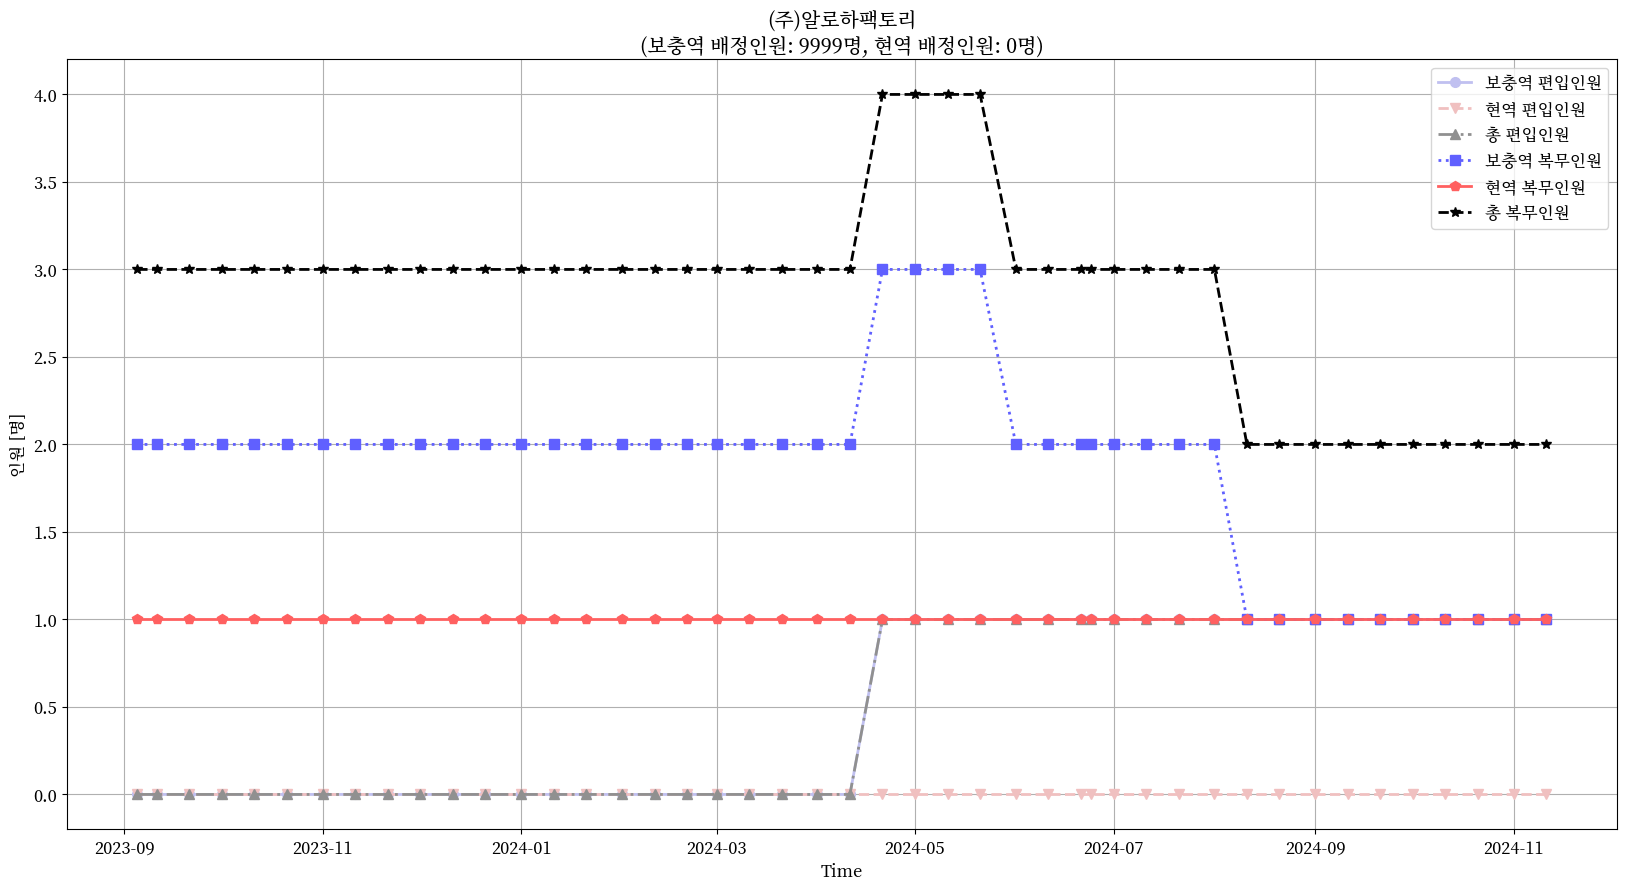 (주)알로하팩토리
(보충역 배정인원: 9999명, 현역 배정인원: 0명)
보충역 편입인원
현역 편입인원
총 편입인원
보충역 복무인원
현역 복무인원
총 복무인원
인원 [명]
4.0
3.5
3.0
2.5
2.0
1.5
1.0
0.5
0.0
2023-09 2023-11 2024-01 2024-03 2024-05 2024-07 2024-09 2024-11
Time